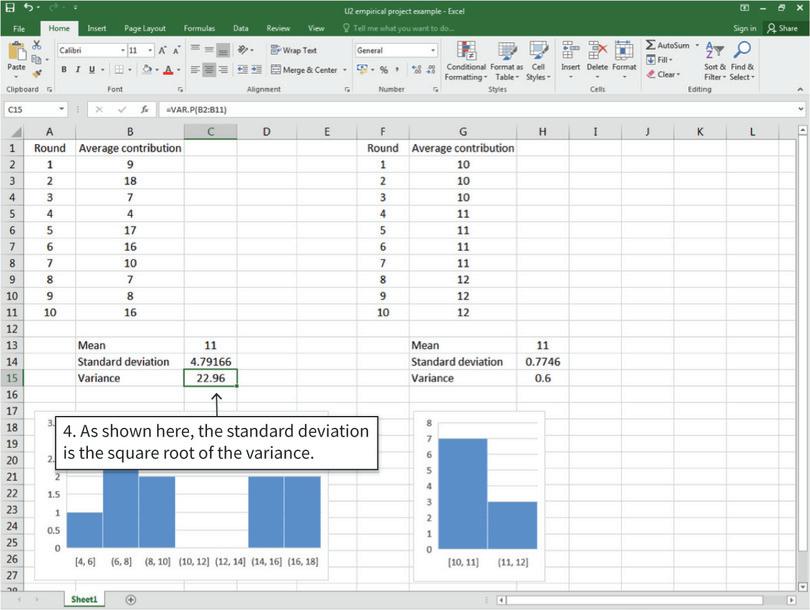 U2 empirical project example - Excel
File Home Insert Page Layout Formulas Data Review View Tell me what you want to do... Sign in Share
Calibri 11 A A Wrap Text General AutoSum
Paste B I U A Merge & Center % , Conditional Formatting Format as Table Cell Styles Insert Delete Format Fill Clear Sort & Filter Find & Select
Clipboard Font Alignment Number Styles Cells Editing
C15 fx =VAR.P(B2:B11)
A B C D E F G H I J K L
1 Round Average contribution Round Average contribution
2 1 9 1 10
3 2 18 2 10
4 3 7 3 10
5 4 4 4 11
6 5 17 5 11
7 6 16 6 11
8 7 10 7 11
9 8 7 8 12
10 9 8 9 12
11 10 16 10 12
12
13 Mean 11 Mean 11
14 Standard deviation 4.79166 Standard deviation 0.7746
15 Variance 22.96 Variance 0.6
16
17
18
19
20
21
22
23
24
25
26
27
4. As shown here, the standard deviation
is the square root of the variance.
2
1.5
1
0.5
0
[4, 6] (6, 8] (8, 10] (10, 12] (12, 14] (14, 16] (16, 18]
8
7
6
5
4
3
2
1
0
[10, 11] (11, 12]
Sheet1